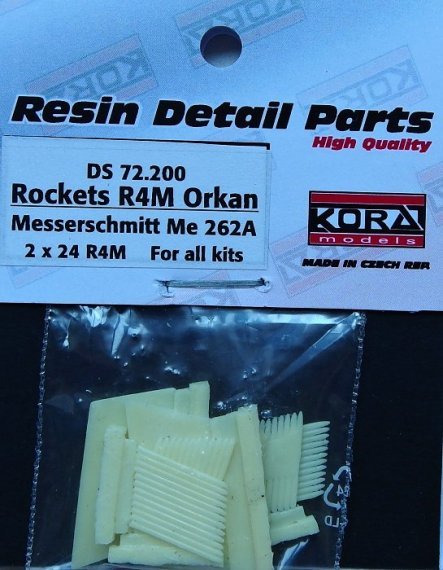 Resin Detail Parts
High Quality
DS 72.200
Rockets R4M Orkan
Messerschmitt Me 262A
2 x 24 R4M For all kits
KORA
models
MADE IN CZECH REP.